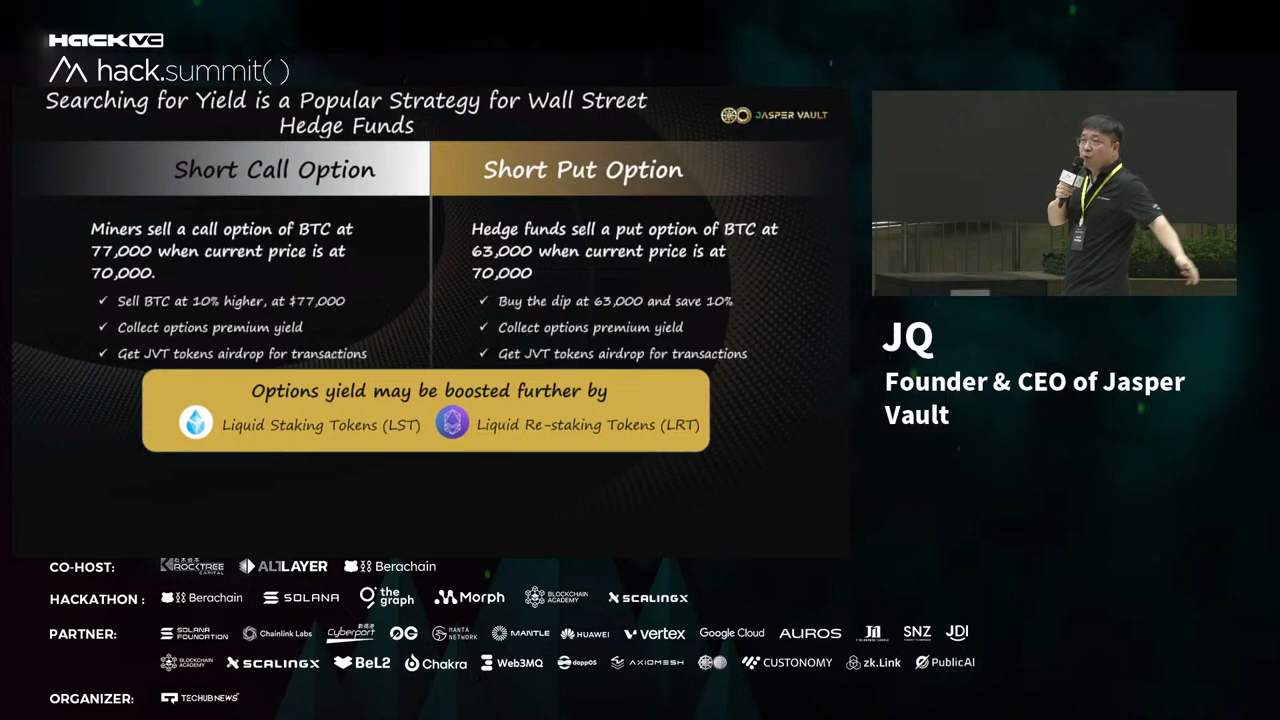 HACK VC
hack.summit( )
Searching for Yield is a Popular Strategy for Wall Street
Hedge Funds
JASPER VAULT
Short Call Option
Short Put Option
Miners sell a call option of BTC at
77,000 when current price is at
70,000.
✓ Sell BTC at 10% higher, at $77,000
✓ Collect options premium yield
✓ Get JVT tokens airdrop for transactions
Hedge funds sell a put option of BTC at
63,000 when current price is at
70,000
✓ Buy the dip at 63,000 and save 10%
✓ Collect options premium yield
✓ Get JVT tokens airdrop for transactions
Options yield may be boosted further by
Liquid Staking Tokens (LST) Liquid Re-staking Tokens (LRT)
JQ
Founder & CEO of Jasper
Vault
CO-HOST: ROCKTREE CAPITAL ALTLAYER Berachain
HACKATHON : Berachain SOLANA the graph Morph BLOCKCHAIN ACADEMY SCALINGX
PARTNER: SOLANA FOUNDATION Chainlink Labs Cyberport MANTA NETWORK MANTLE HUAWEI vertex Google Cloud AUROS SNZ JDI
BLOCKCHAIN ACADEMY SCALINGX BeL2 Chakra Web3MQ dappOS AXIOMESH CUSTONOMY zk.Link PublicAI
ORGANIZER: TECHUB NEWS